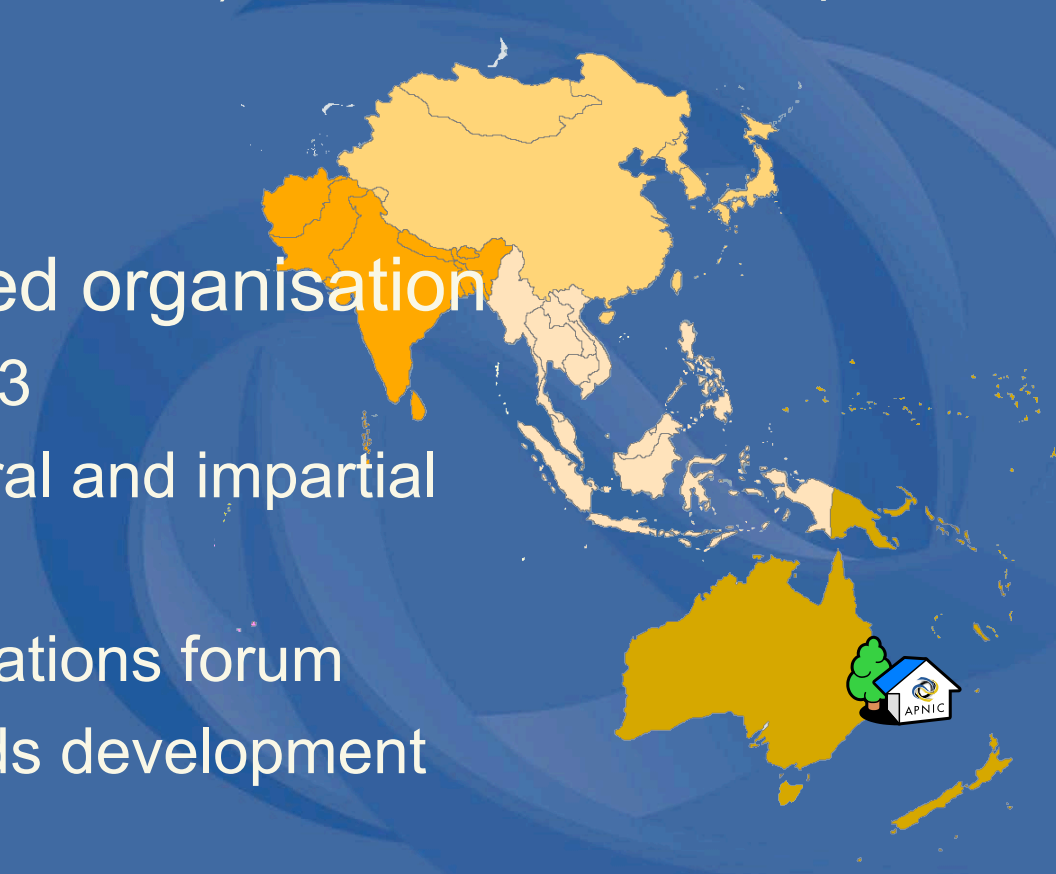 ed organisation
3
ral and impartial
ations forum
ds development
APNIC